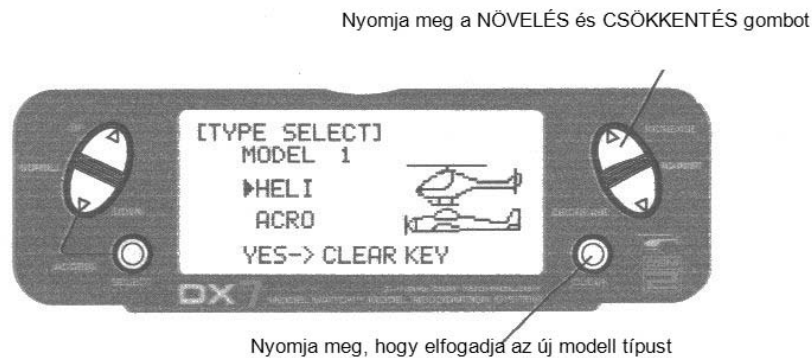 Nyomja meg a NÖVELÉS és CSÖKKENTÉS gombot
[TYPE SELECT]
MODEL 1
HELI
ACRO
YES-> CLEAR KEY
DX7
Nyomja meg, hogy elfogadja az új modell típust